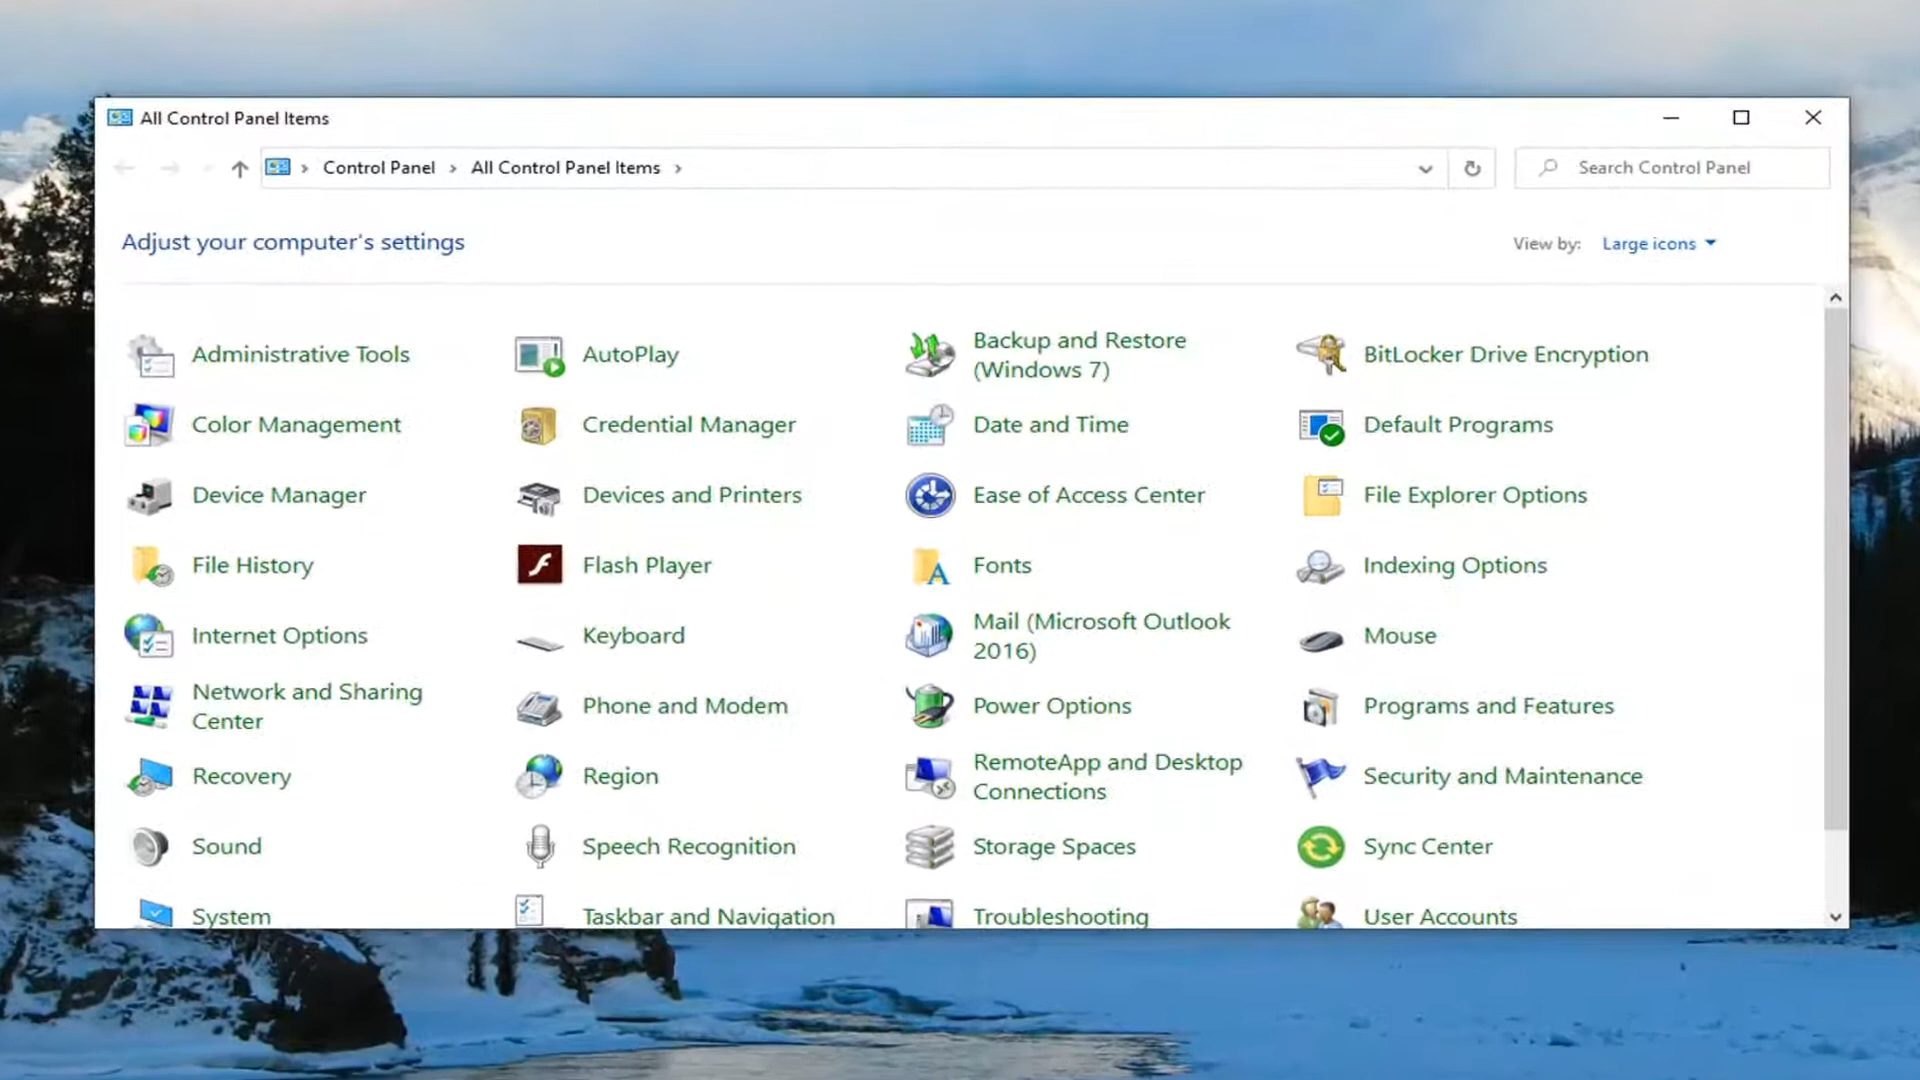 All Control Panel Items
Control Panel
All Control Panel Items
Search Control Panel
Adjust your computer's settings
View by:
Large icons
Administrative Tools
AutoPlay
Backup and Restore
(Windows 7)
BitLocker Drive Encryption
Color Management
Credential Manager
Date and Time
Default Programs
Device Manager
Devices and Printers
Ease of Access Center
File Explorer Options
File History
Flash Player
Fonts
Indexing Options
Internet Options
Keyboard
Mail (Microsoft Outlook
2016)
Mouse
Network and Sharing
Center
Phone and Modem
Power Options
Programs and Features
Recovery
Region
RemoteApp and Desktop
Connections
Security and Maintenance
Sound
Speech Recognition
Storage Spaces
Sync Center
System
Taskbar and Navigation
Troubleshooting
User Accounts